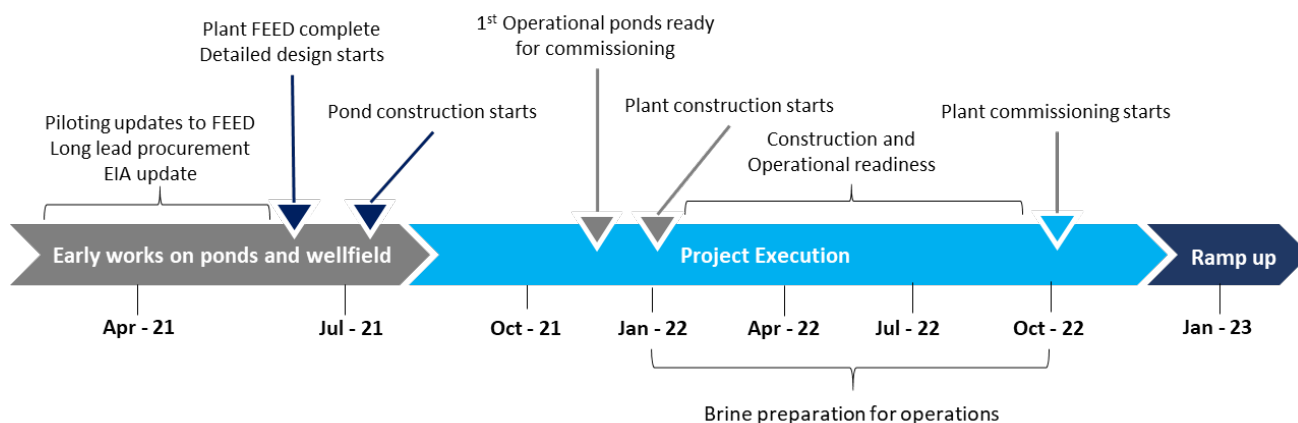 Plant FEED complete
Detailed design starts
1st Operational ponds ready
for commissioning
Pond construction starts
Plant construction starts
Plant commissioning starts
Piloting updates to FEED
Long lead procurement
EIA update
Construction and
Operational readiness
Early works on ponds and wellfield
Project Execution
Ramp up
Apr - 21
Jul - 21
Oct - 21
Jan - 22
Apr - 22
Jul - 22
Oct - 22
Jan - 23
Brine preparation for operations